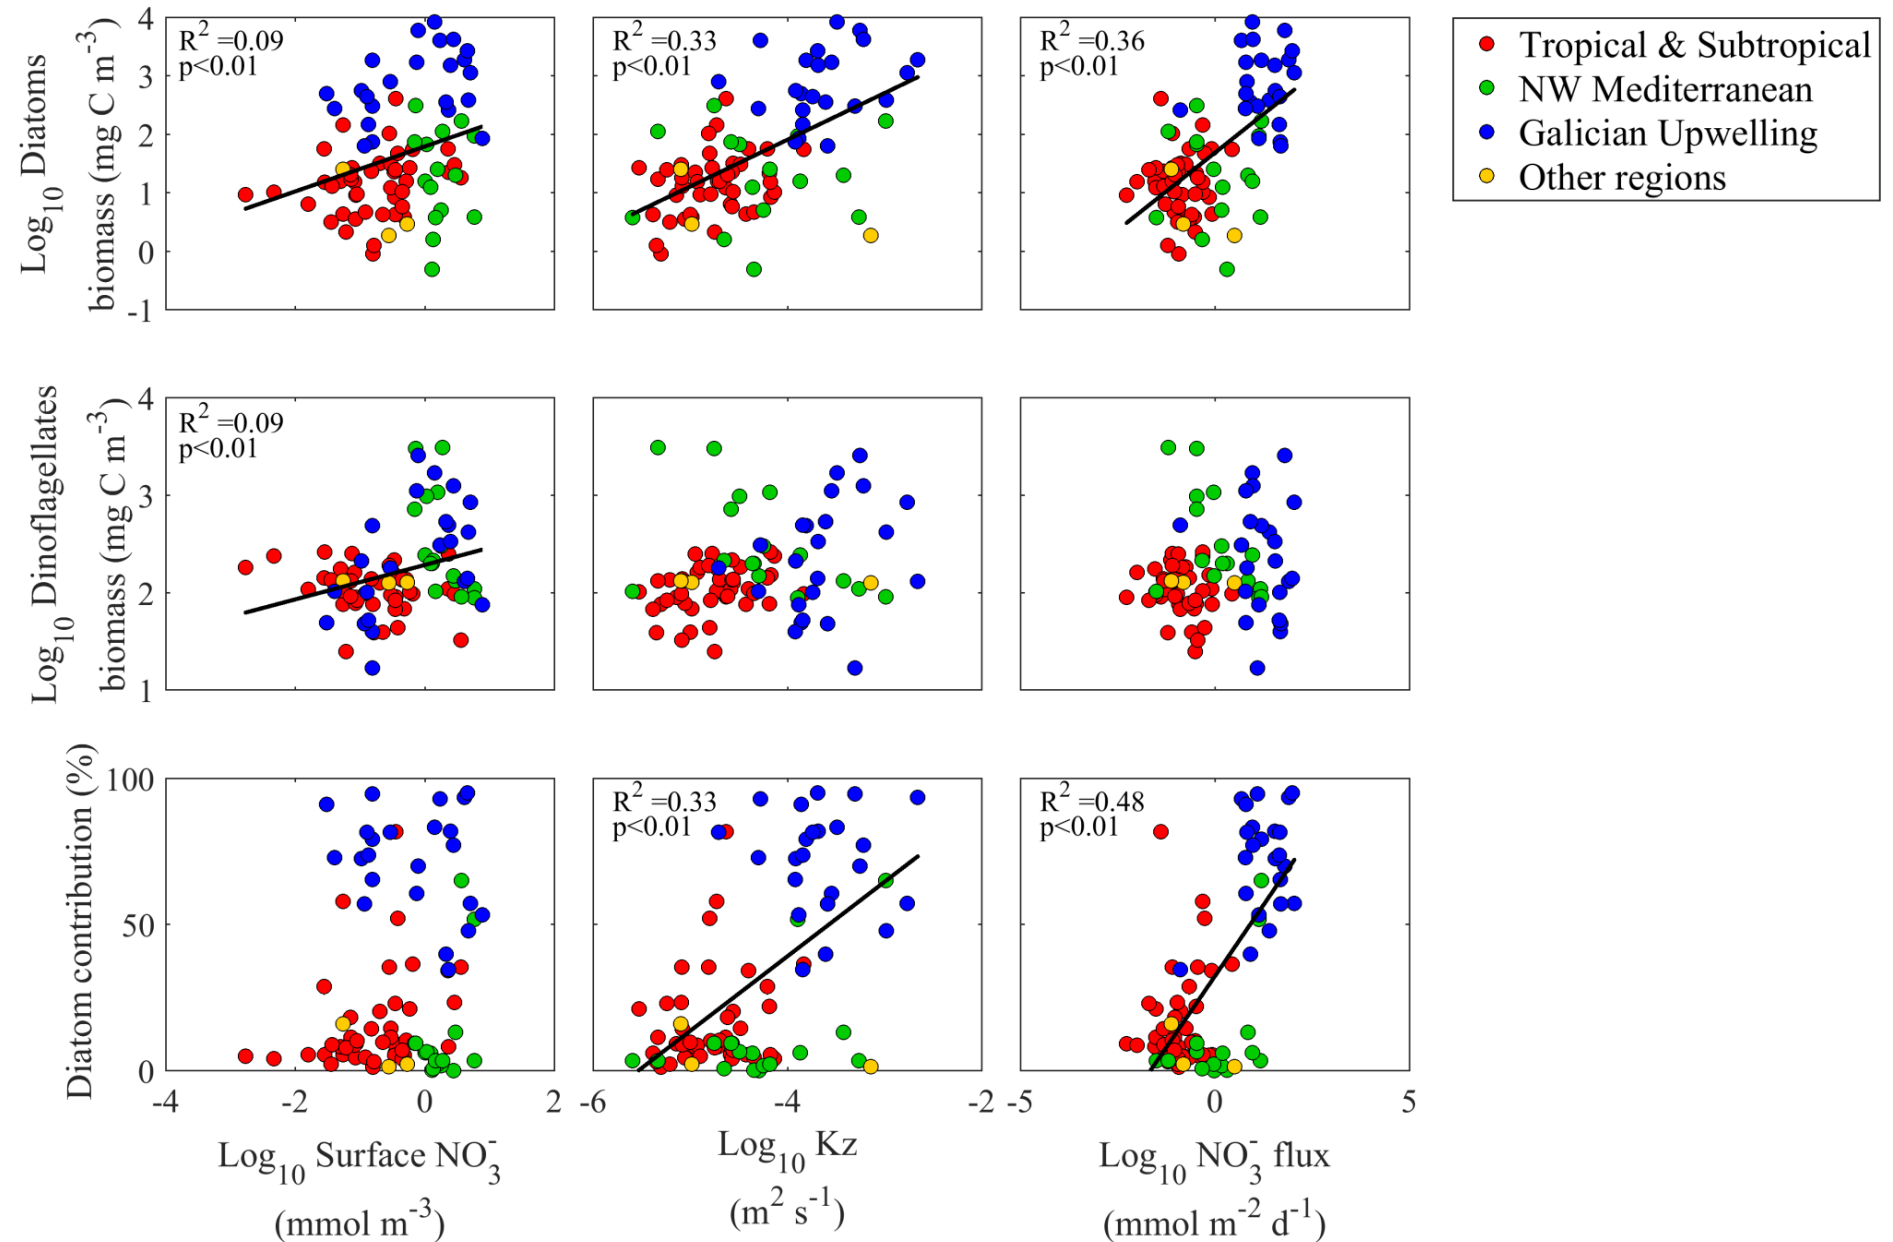 Log10 Diatoms
biomass (mg C m-3)
4
3
2
1
0
-1
R2 =0.09
p<0.01
R2 =0.33
p<0.01
R2 =0.36
p<0.01
Tropical & Subtropical
NW Mediterranean
Galician Upwelling
Other regions
Log10 Dinoflagellates
biomass (mg C m-3)
4
3
2
1
R2 =0.09
p<0.01
Diatom contribution (%)
100
50
0
R2 =0.33
p<0.01
R2 =0.48
p<0.01
-4 -2 0 2
-6 -4 -2
-5 0 5
Log10 Surface NO3-
(mmol m-3)
Log10 Kz
(m2 s-1)
Log10 NO3- flux
(mmol m-2 d-1)